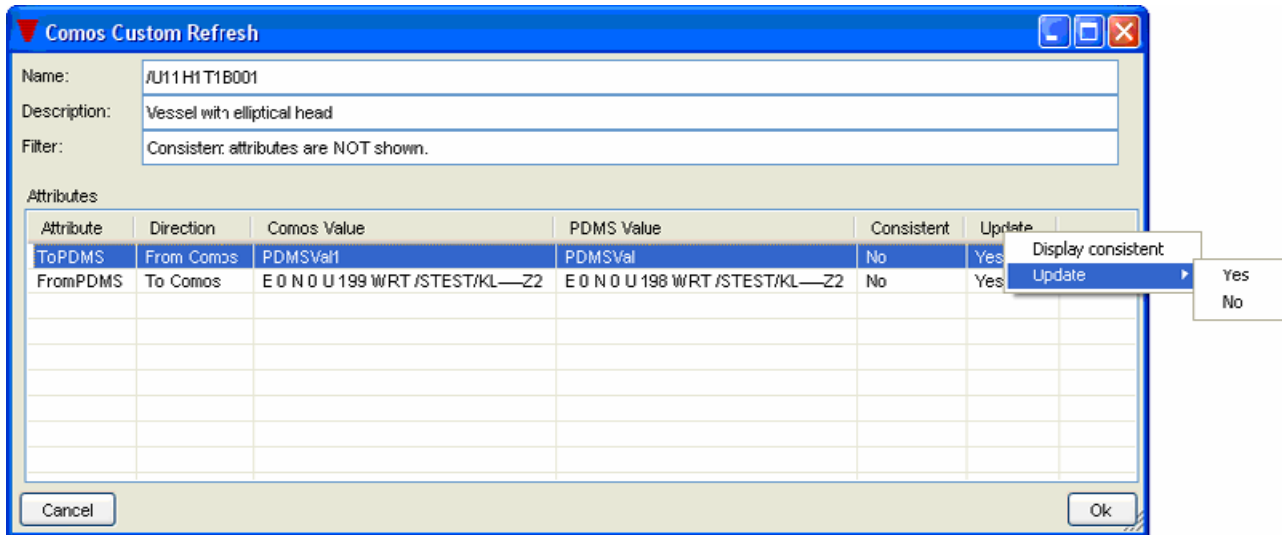 Comos Custom Refresh
Name: /U11H1T1B001
Description: Vessel with elliptical head
Filter: Consistent attributes are NOT shown.
Attributes
Attribute Direction Comos Value PDMS Value Consistent Update
ToPDMS From Comos PDMSVal1 PDMSVal No Yes
FromPDMS To Comos E 0 N 0 U 199 WRT /STEST/KL-----Z2 E 0 N 0 U 198 WRT /STEST/KL-----Z2 No Yes
Display consistent
Update
Yes
No
Cancel Ok